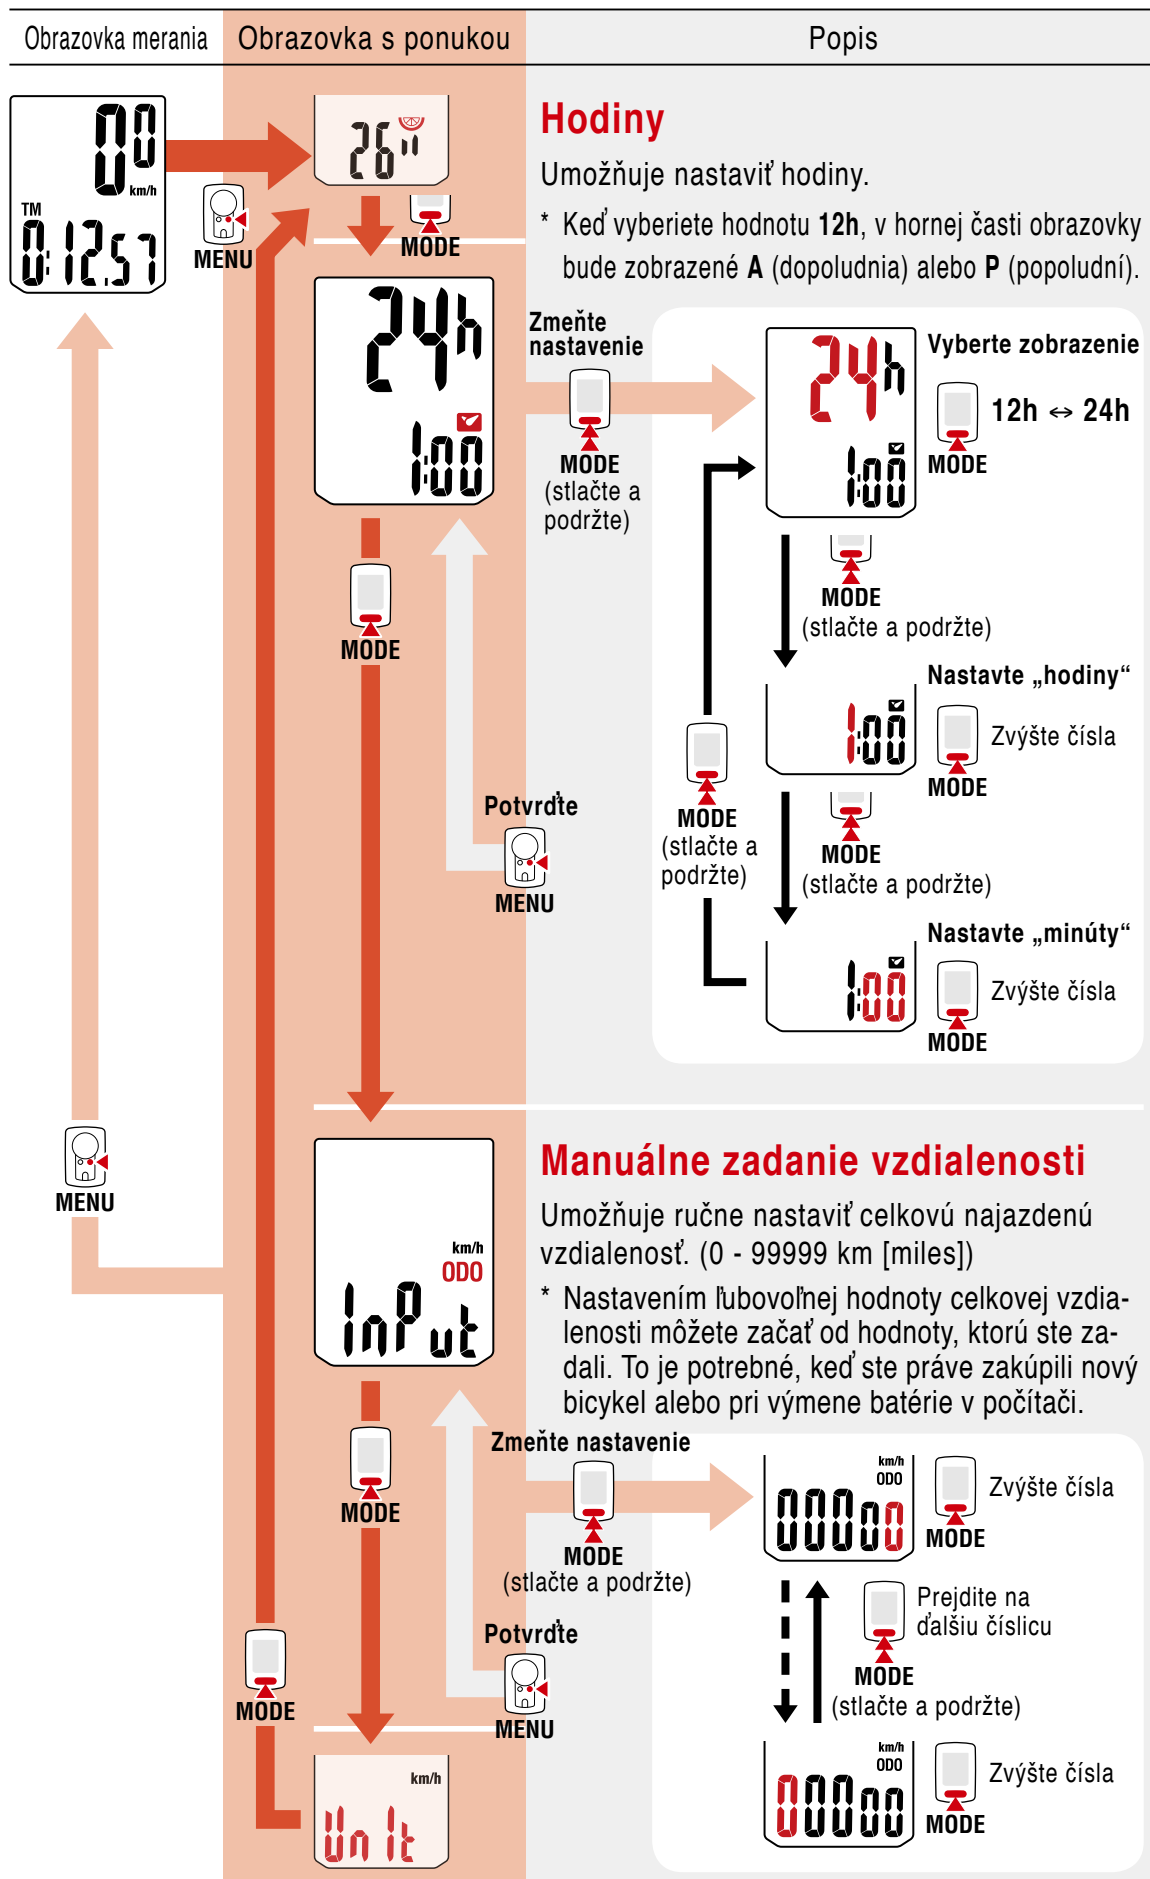 Obrazovka merania
Obrazovka s ponukou
Popis
0 0
km/h
TM
0:12.57
MENU
26"
MODE
Hodiny
Umožňuje nastaviť hodiny.
* Keď vyberiete hodnotu 12h, v hornej časti obrazovky
bude zobrazené A (dopoludnia) alebo P (popoludní).
24h
1:00
Zmeňte
nastavenie
MODE
(stlačte a
podržte)
24h
1:00
Vyberte zobrazenie
12h ↔ 24h
MODE
MODE
(stlačte a podržte)
MODE
Nastavte „hodiny“
1:00
Zvýšte čísla
MODE
Potvrďte
MENU
MODE
(stlačte a
podržte)
MODE
(stlačte a podržte)
Nastavte „minúty“
1:00
Zvýšte čísla
MODE
MENU
Manuálne zadanie vzdialenosti
Umožňuje ručne nastaviť celkovú najazdenú
vzdialenosť. (0 - 99999 km [miles])
* Nastavením ľubovoľnej hodnoty celkovej vzdia-
lenosti môžete začať od hodnoty, ktorú ste za-
dali. To je potrebné, keď ste práve zakúpili nový
bicykel alebo pri výmene batérie v počítači.
km/h
ODO
InPut
MODE
Zmeňte nastavenie
MODE
(stlačte a podržte)
km/h
ODO
00000
Zvýšte čísla
MODE
Prejdite na
ďalšiu číslicu
MODE
(stlačte a podržte)
Potvrďte
MENU
MODE
km/h
UnIt
km/h
ODO
00000
Zvýšte čísla
MODE